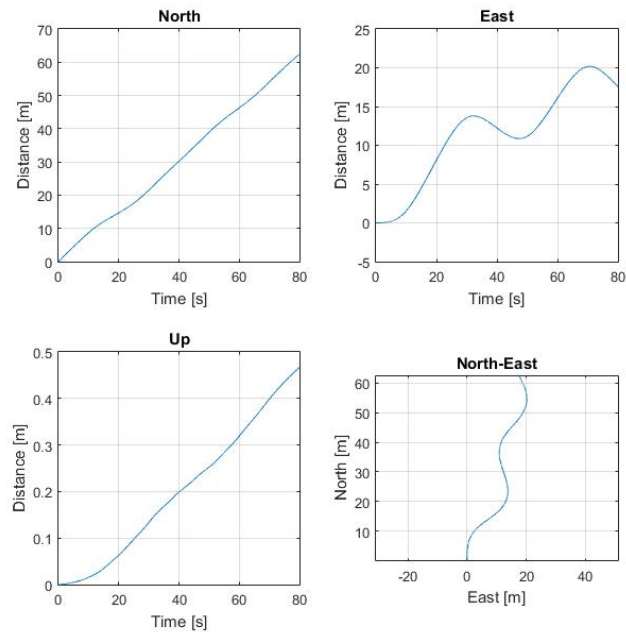 North
70
60
50
40
30
20
10
0
Distance [m]
0 20 40 60 80
Time [s]
East
25
20
15
10
5
0
-5
Distance [m]
0 20 40 60 80
Time [s]
Up
0.5
0.4
0.3
0.2
0.1
0
Distance [m]
0 20 40 60 80
Time [s]
North-East
60
50
40
30
20
10
North [m]
-20 0 20 40
East [m]